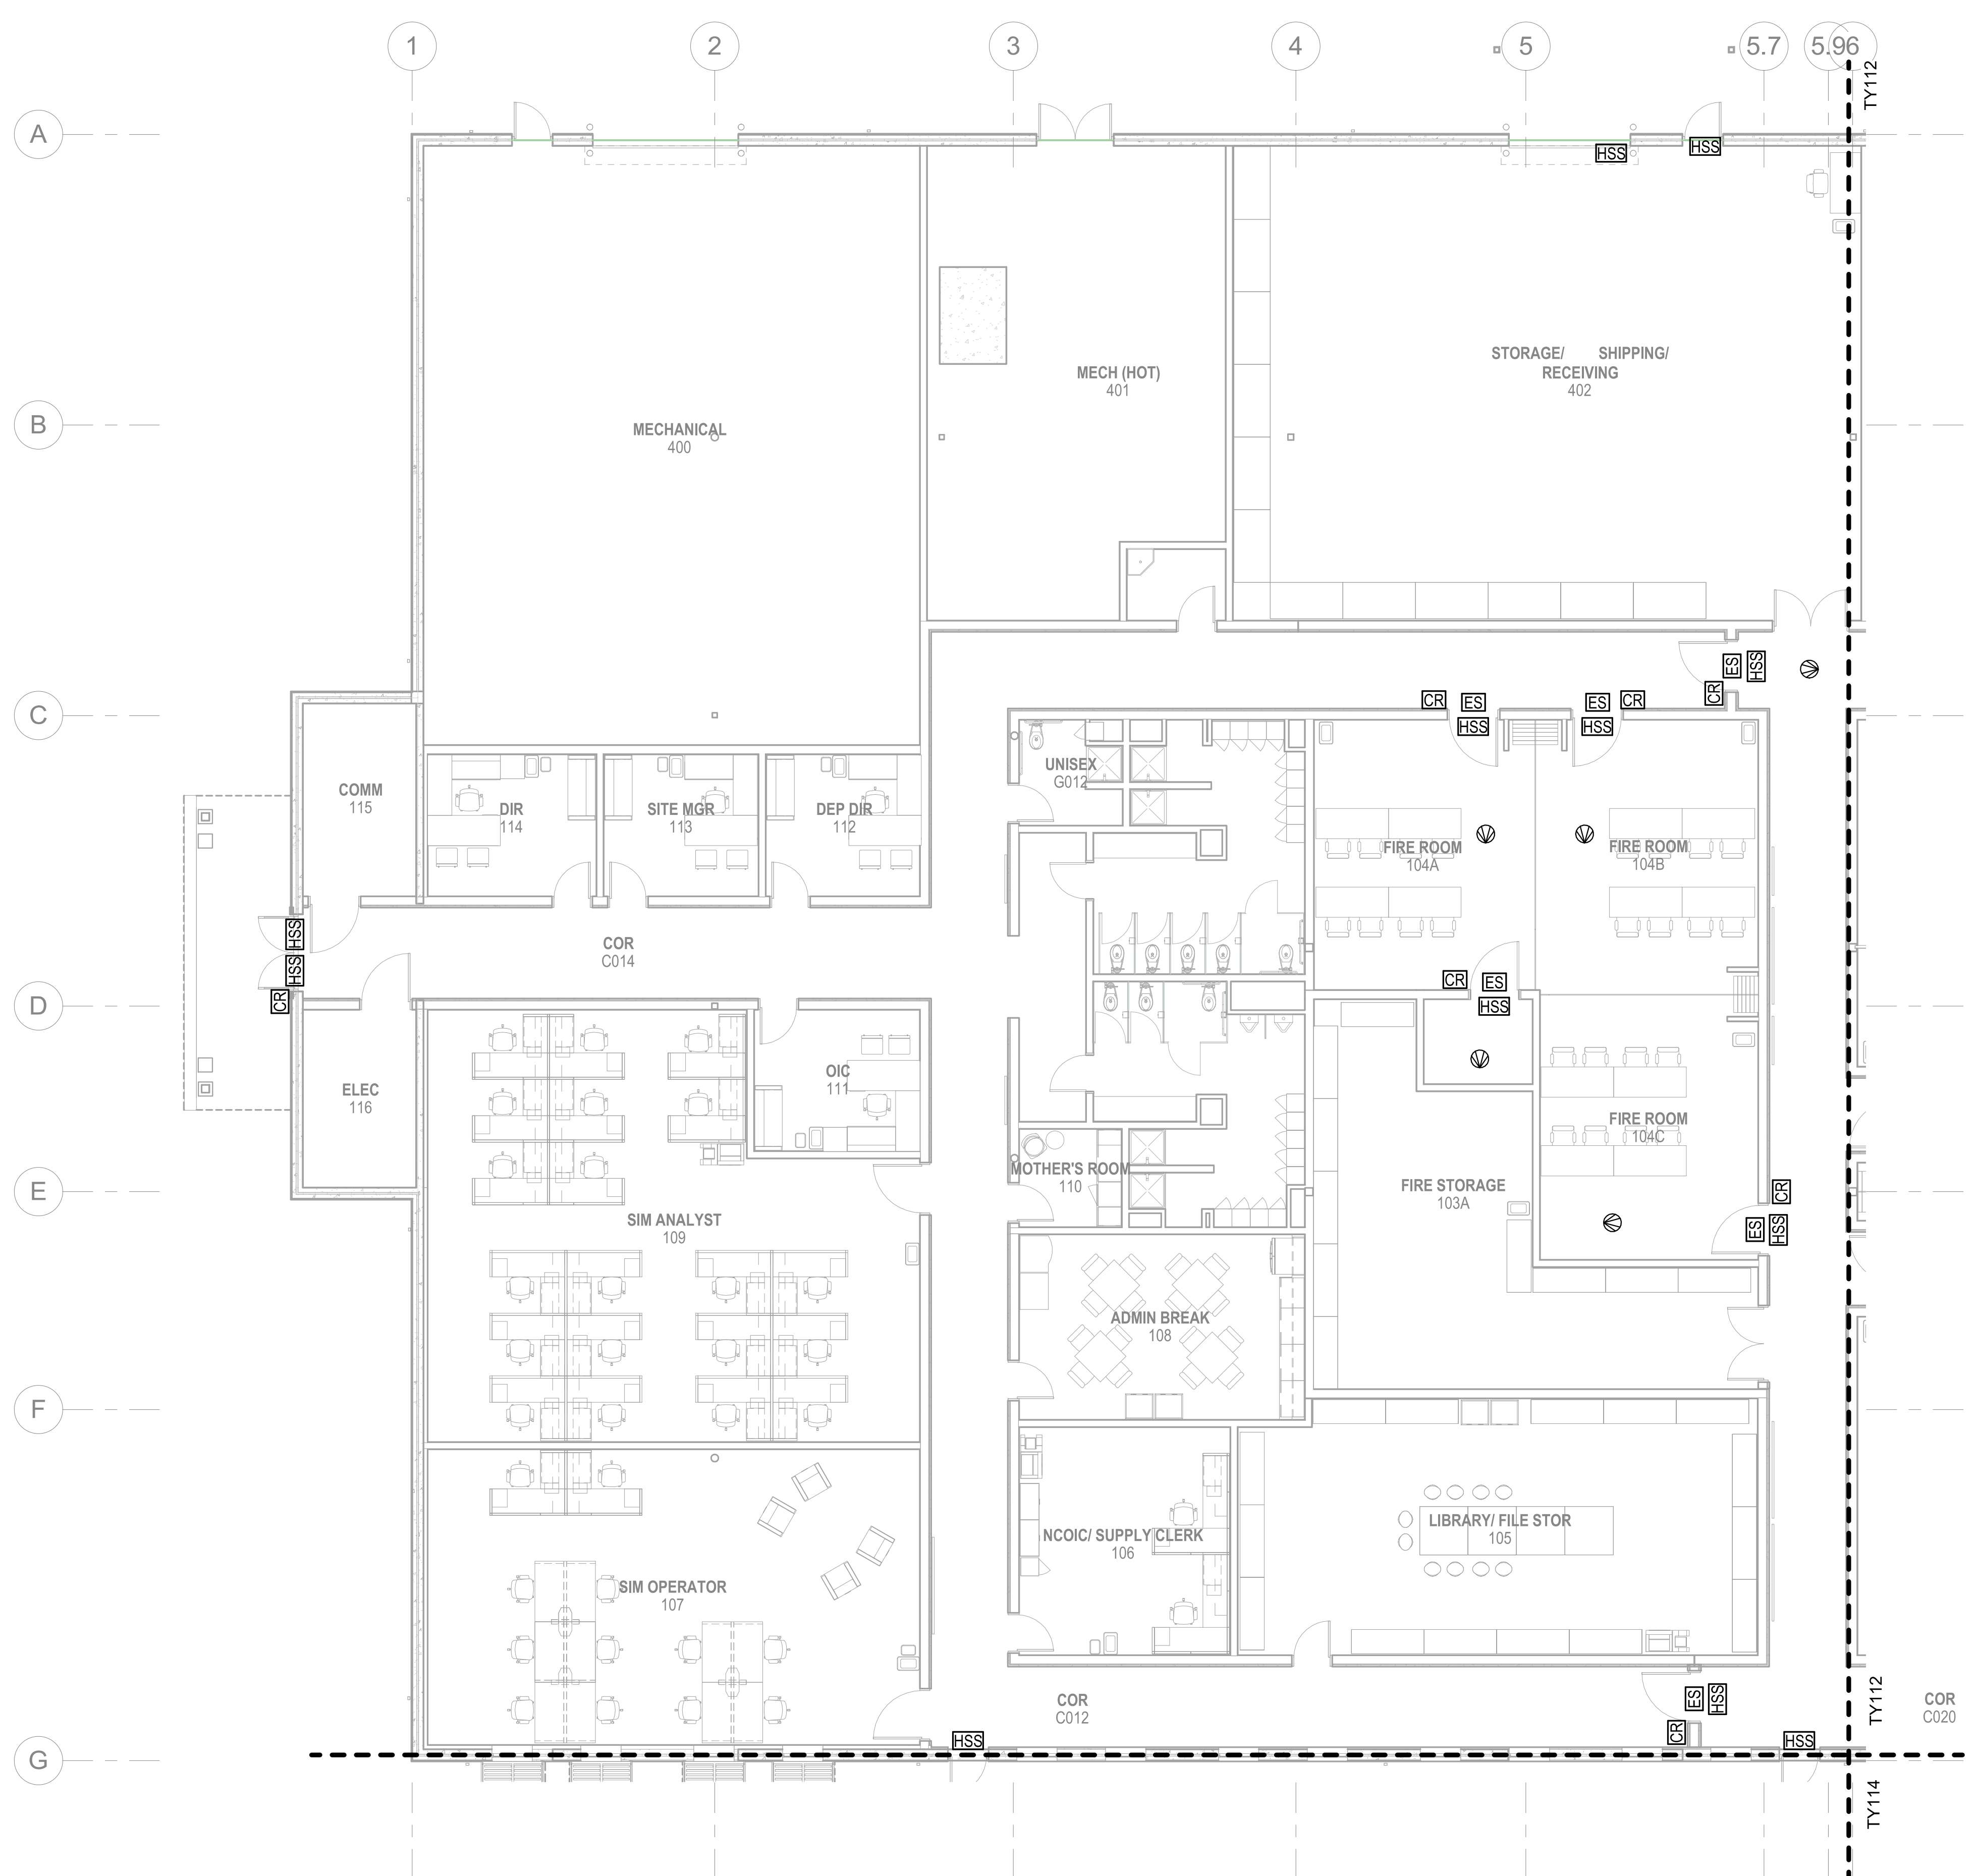 1
2
3
4
5
5.7
5.9
6
TY112
A
HSS
HSS
STORAGE/ SHIPPING/
RECEIVING
402
MECH (HOT)
401
B
MECHANICAL
400
ES
HSS
CR
C
CR
ES
HSS
ES
CR
HSS
UNISEX
G012
COMM
115
DIR
114
SITE MGR
113
DEP DIR
112
FIRE ROOM
104A
FIRE ROOM
104B
HSS
HSS
CR
COR
C014
D
CR
ES
HSS
ELEC
116
OIC
111
FIRE ROOM
104C
MOTHER'S ROOM
110
E
FIRE STORAGE
103A
CR
ES
HSS
SIM ANALYST
109
ADMIN BREAK
108
F
NCOIC/ SUPPLY CLERK
106
LIBRARY/ FILE STOR
105
SIM OPERATOR
107
COR
C012
ES
HSS
CR
TY112
COR
C020
HSS
HSS
G
TY114